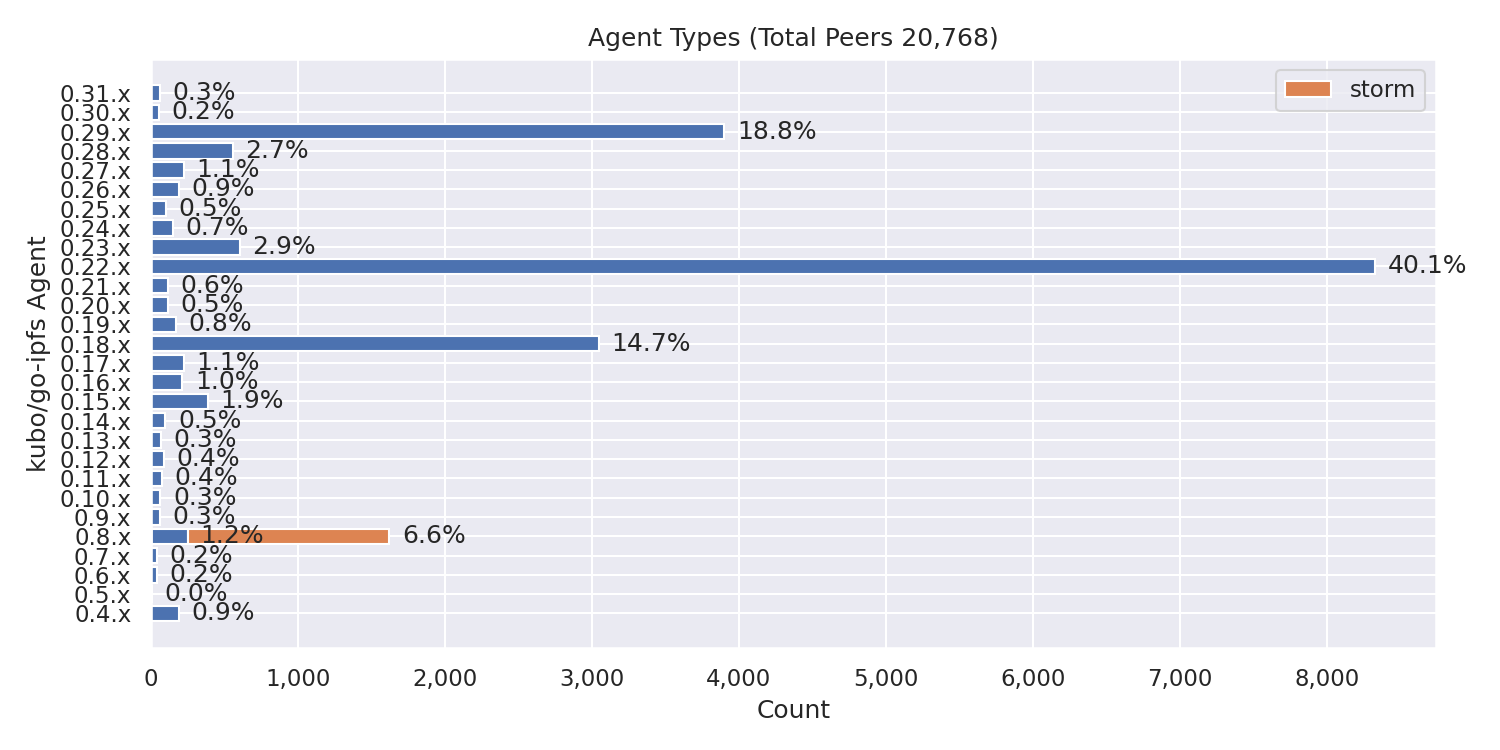 Agent Types (Total Peers 20,768)
storm
kubo/go-ipfs Agent
0.31.x 0.3%
0.30.x 0.2%
0.29.x 18.8%
0.28.x 2.7%
0.27.x 1.1%
0.26.x 0.9%
0.25.x 0.5%
0.24.x 0.7%
0.23.x 2.9%
0.22.x 40.1%
0.21.x 0.6%
0.20.x 0.5%
0.19.x 0.8%
0.18.x 14.7%
0.17.x 1.1%
0.16.x 1.0%
0.15.x 1.9%
0.14.x 0.5%
0.13.x 0.3%
0.12.x 0.4%
0.11.x 0.4%
0.10.x 0.3%
0.9.x 0.3%
0.8.x 1.2% 6.6%
0.7.x 0.2%
0.6.x 0.2%
0.5.x 0.0%
0.4.x 0.9%
0 1,000 2,000 3,000 4,000 5,000 6,000 7,000 8,000
Count